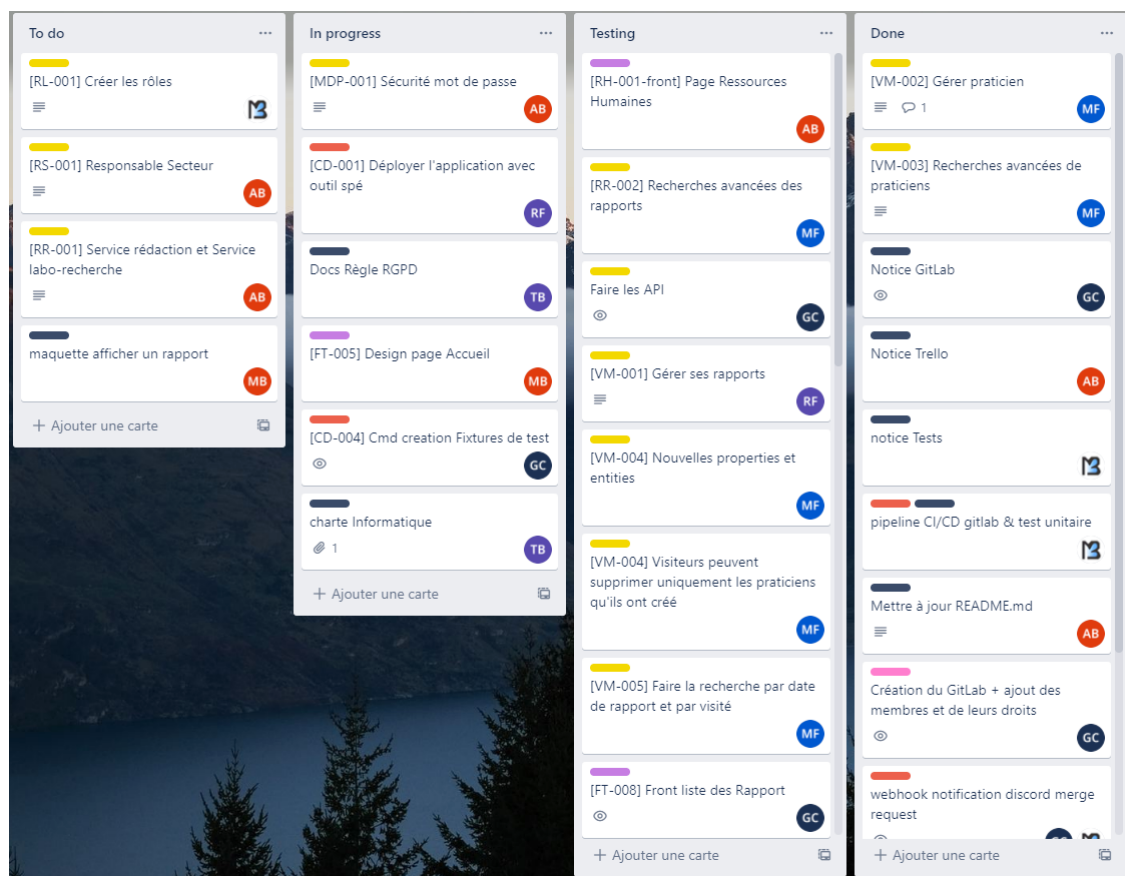 To do
[RL-001] Créer les rôles
[RS-001] Responsable Secteur
AB
[RR-001] Service rédaction et Service
labo-recherche
AB
maquette afficher un rapport
MB
+ Ajouter une carte
In progress
[MDP-001] Sécurité mot de passe
AB
[CD-001] Déployer l'application avec
outil spé
RF
Docs Règle RGPD
TB
[FT-005] Design page Accueil
MB
[CD-004] Cmd creation Fixtures de test
GC
charte Informatique
1
TB
+ Ajouter une carte
Testing
[RH-001-front] Page Ressources
Humaines
AB
[RR-002] Recherches avancées des
rapports
MF
Faire les API
GC
[VM-001] Gérer ses rapports
RF
[VM-004] Nouvelles properties et
entities
MF
[VM-004] Visiteurs peuvent
supprimer uniquement les praticiens
qu'ils ont créé
MF
[VM-005] Faire la recherche par date
de rapport et par visité
MF
[FT-008] Front liste des Rapport
GC
+ Ajouter une carte
Done
[VM-002] Gérer praticien
1
MF
[VM-003] Recherches avancées de
praticiens
MF
Notice GitLab
GC
Notice Trello
AB
notice Tests
pipeline CI/CD gitlab & test unitaire
Mettre à jour README.md
AB
Création du GitLab + ajout des
membres et de leurs droits
GC
webhook notification discord merge
request
+ Ajouter une carte